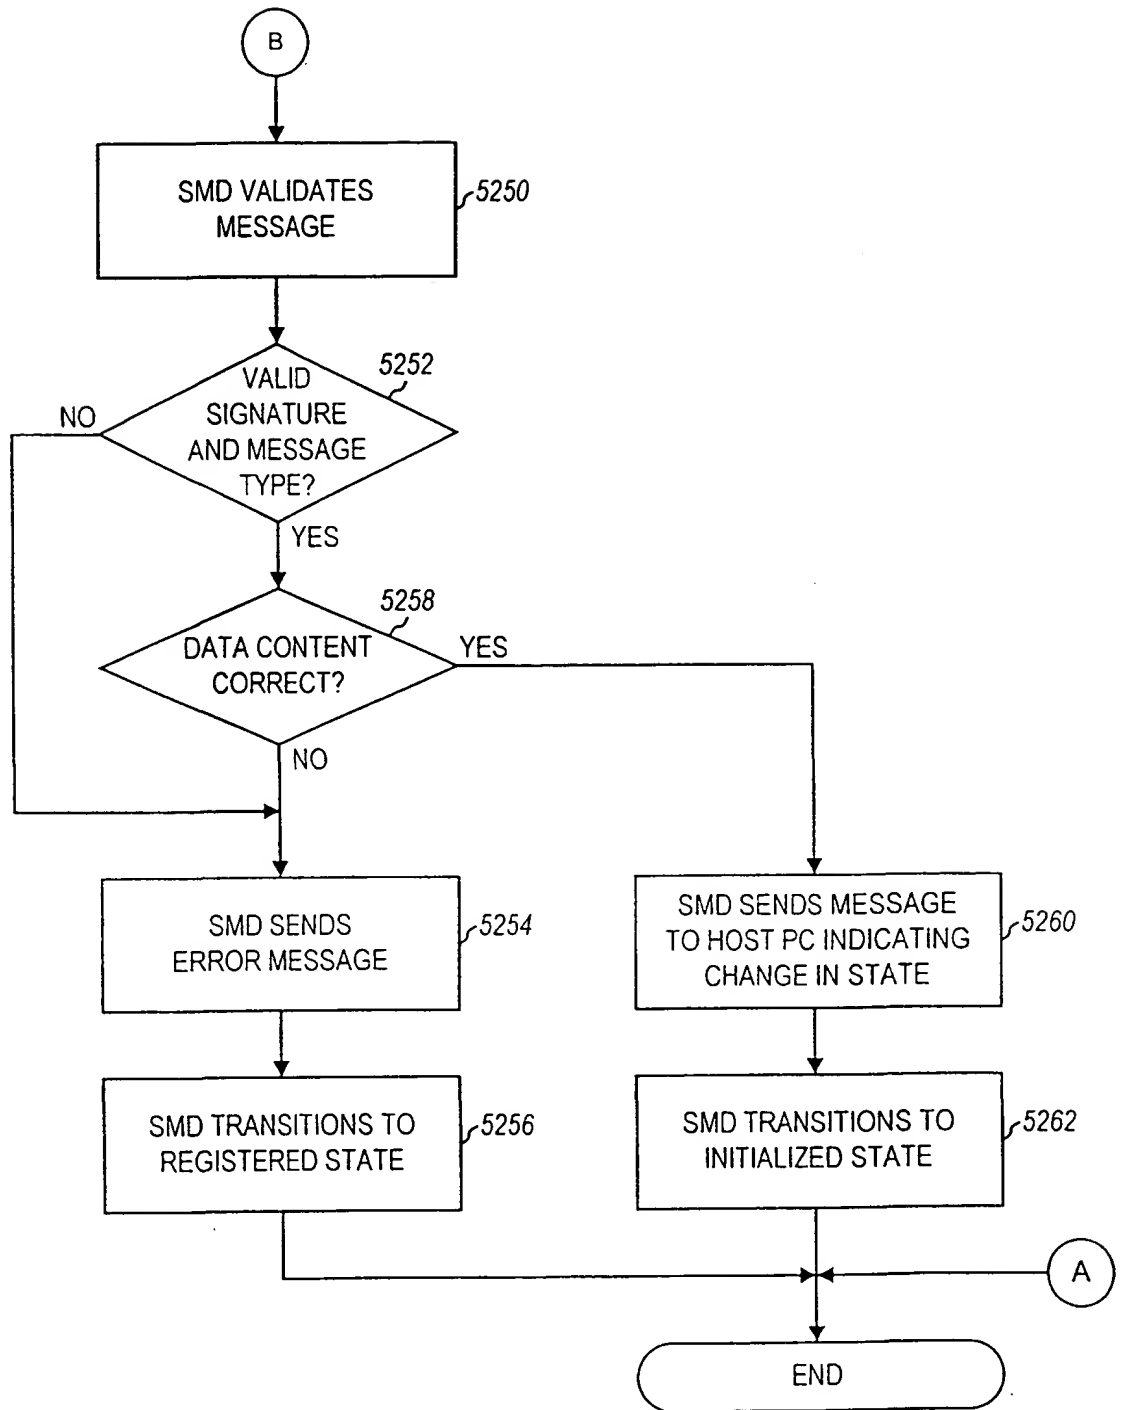 B
SMD VALIDATES
MESSAGE
5250
5252
VALID
SIGNATURE
AND MESSAGE
TYPE?
NO
YES
5258
DATA CONTENT
CORRECT?
YES
NO
SMD SENDS
ERROR MESSAGE
5254
SMD SENDS MESSAGE
TO HOST PC INDICATING
CHANGE IN STATE
5260
SMD TRANSITIONS TO
REGISTERED STATE
5256
SMD TRANSITIONS TO
INITIALIZED STATE
5262
A
END